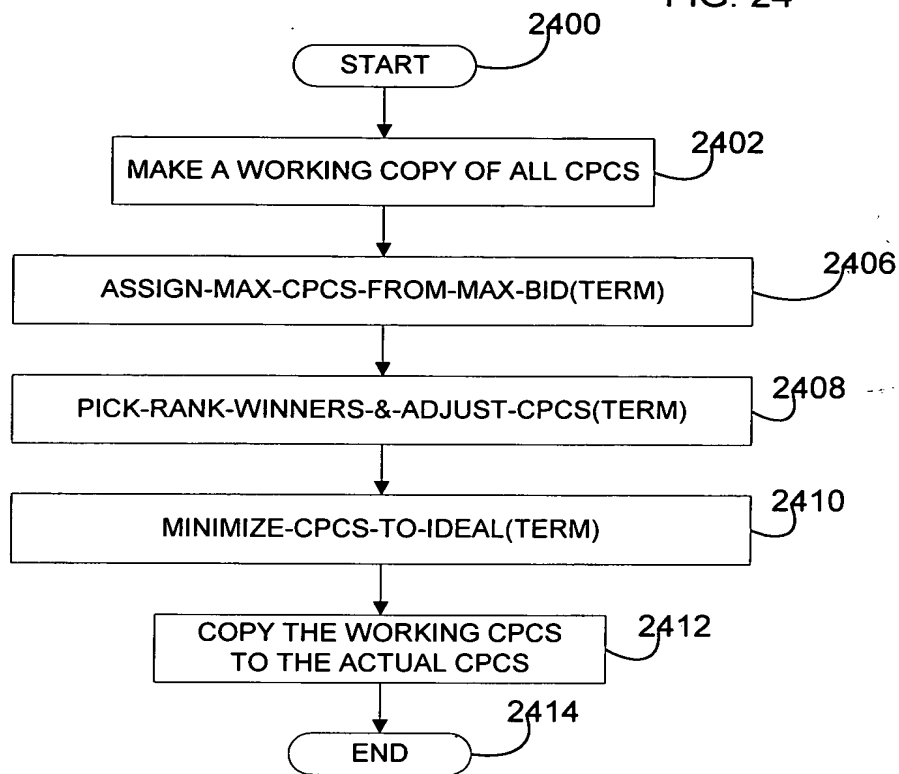 FIG. 24
2400
START
2402
MAKE A WORKING COPY OF ALL CPCS
2406
ASSIGN-MAX-CPCS-FROM-MAX-BID(TERM)
2408
PICK-RANK-WINNERS-&-ADJUST-CPCS(TERM)
2410
MINIMIZE-CPCS-TO-IDEAL(TERM)
2412
COPY THE WORKING CPCS
TO THE ACTUAL CPCS
2414
END